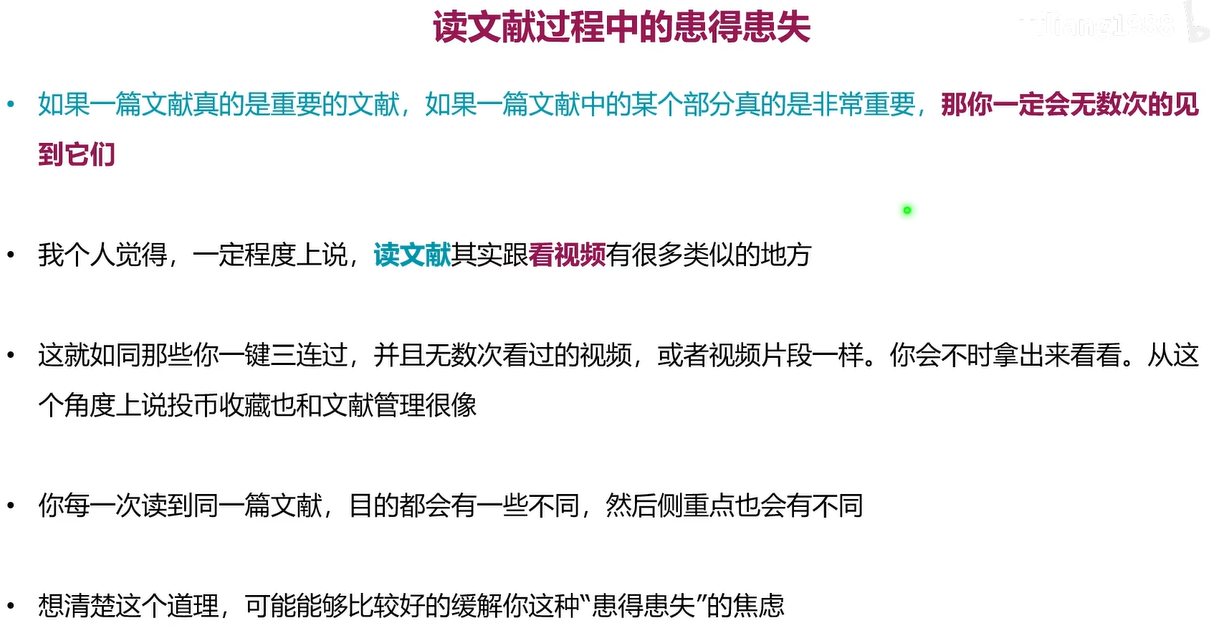 读文献过程中的患得患失
• 如果一篇文献真的是重要的文献，如果一篇文献中的某个部分真的是非常重要，那你一定会无数次的见
到它们
• 我个人觉得，一定程度上说，读文献其实跟看视频有很多类似的地方
• 这就如同那些你一键三连过，并且无数次看过的视频，或者视频片段一样。你会不时拿出来看看。从这
个角度上说投币收藏也和文献管理很像
• 你每一次读到同一篇文献，目的都会有一些不同，然后侧重点也会有不同
• 想清楚这个道理，可能能够比较好的缓解你这种“患得患失”的焦虑